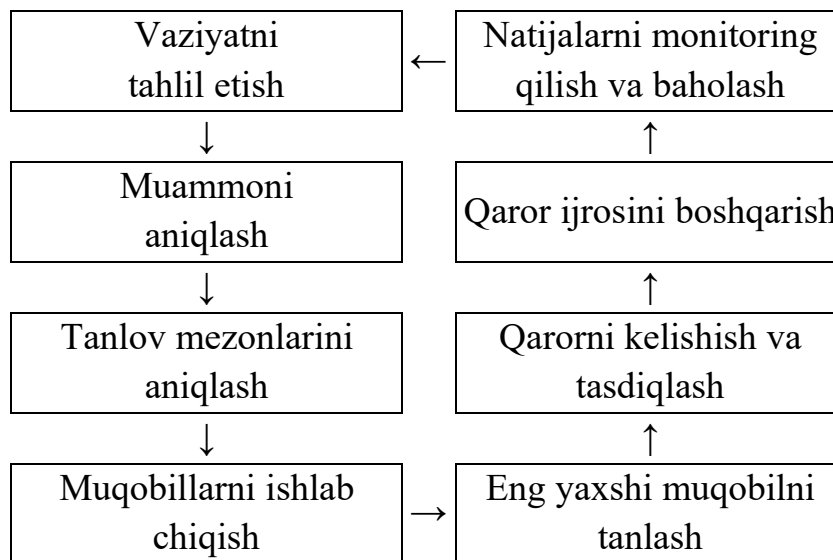 Vaziyatni
tahlil etish
←
Natijalarni monitoring
qilish va baholash
↓
↑
Muammoni
aniqlash
Qaror ijrosini boshqarish
↓
↑
Tanlov mezonlarini
aniqlash
Qarorni kelishish va
tasdiqlash
↓
↑
Muqobillarni ishlab
chiqish
→
Eng yaxshi muqobilni
tanlash